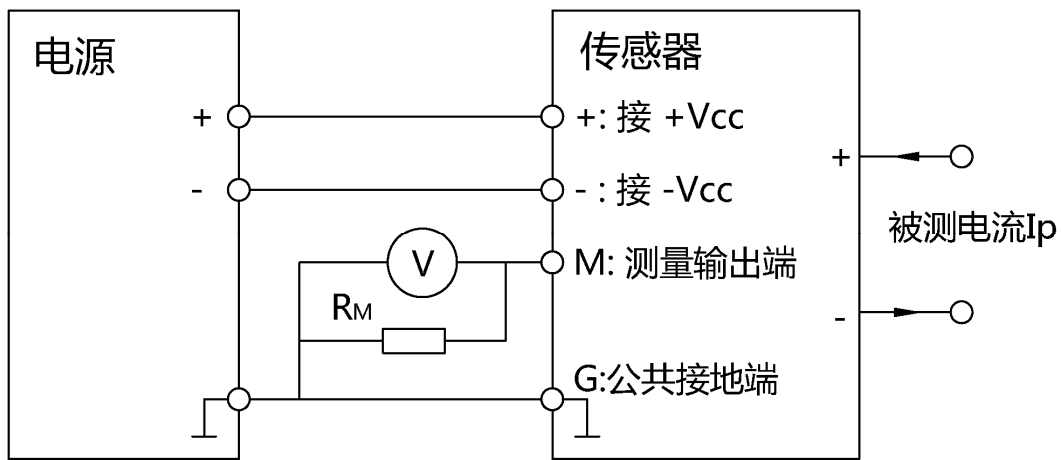 电源
传感器
+
+: 接 +Vcc
+
-
- : 接 -Vcc
被测电流Ip
V
M: 测量输出端
RM
-
G:公共接地端